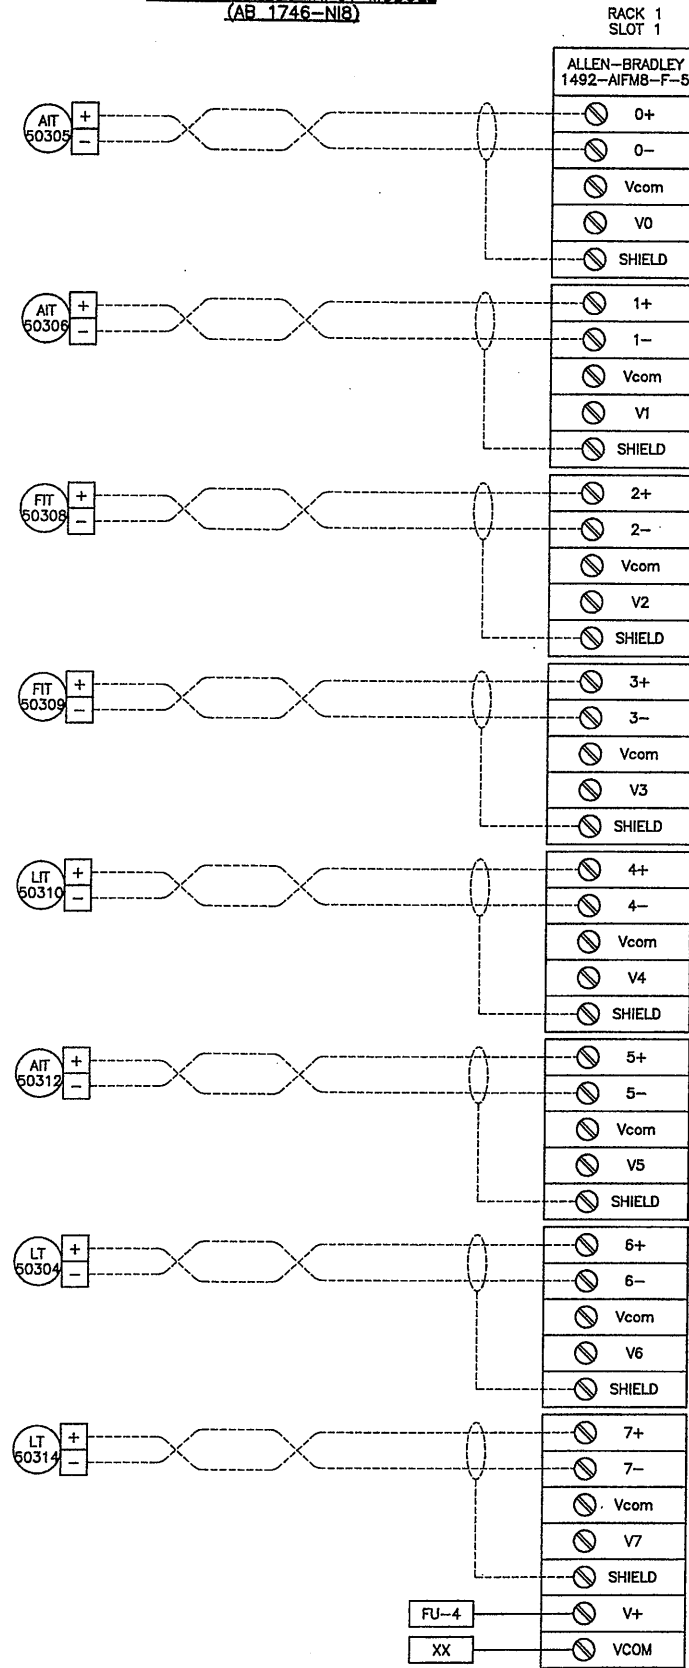 (AB 1746-NI8)
RACK 1
SLOT 1
ALLEN-BRADLEY
1492-AIFM8-F-5
AIT
50305
+
-
0+
0-
Vcom
V0
SHIELD
AIT
50306
+
-
1+
1-
Vcom
V1
SHIELD
FIT
50308
+
-
2+
2-
Vcom
V2
SHIELD
FIT
50309
+
-
3+
3-
Vcom
V3
SHIELD
LIT
50310
+
-
4+
4-
Vcom
V4
SHIELD
AIT
50312
+
-
5+
5-
Vcom
V5
SHIELD
LT
50304
+
-
6+
6-
Vcom
V6
SHIELD
LT
50314
+
-
7+
7-
Vcom
V7
SHIELD
FU-4
V+
XX
VCOM